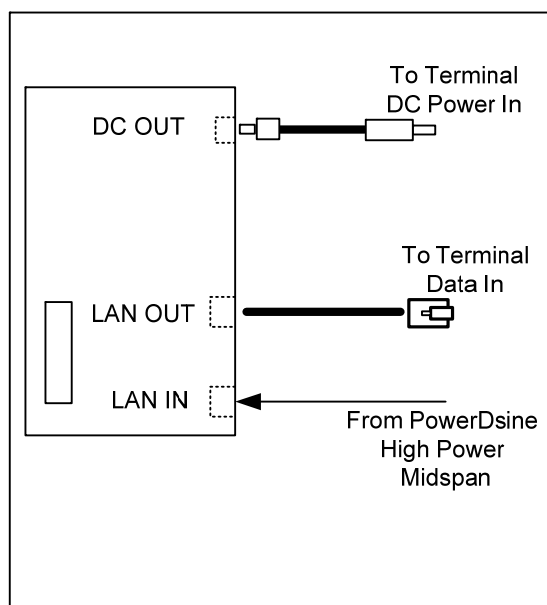 To Terminal
DC Power In
DC OUT
To Terminal
Data In
LAN OUT
LAN IN
From PowerDsine
High Power
Midspan